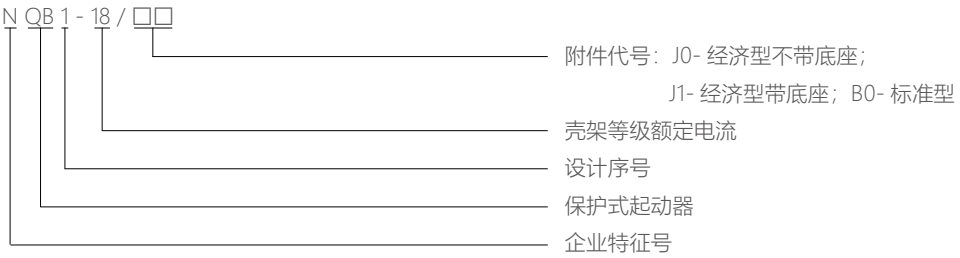 N QB 1 - 18 / □□
附件代号：J0- 经济型不带底座；
J1- 经济型带底座；B0- 标准型
壳架等级额定电流
设计序号
保护式起动器
企业特征号